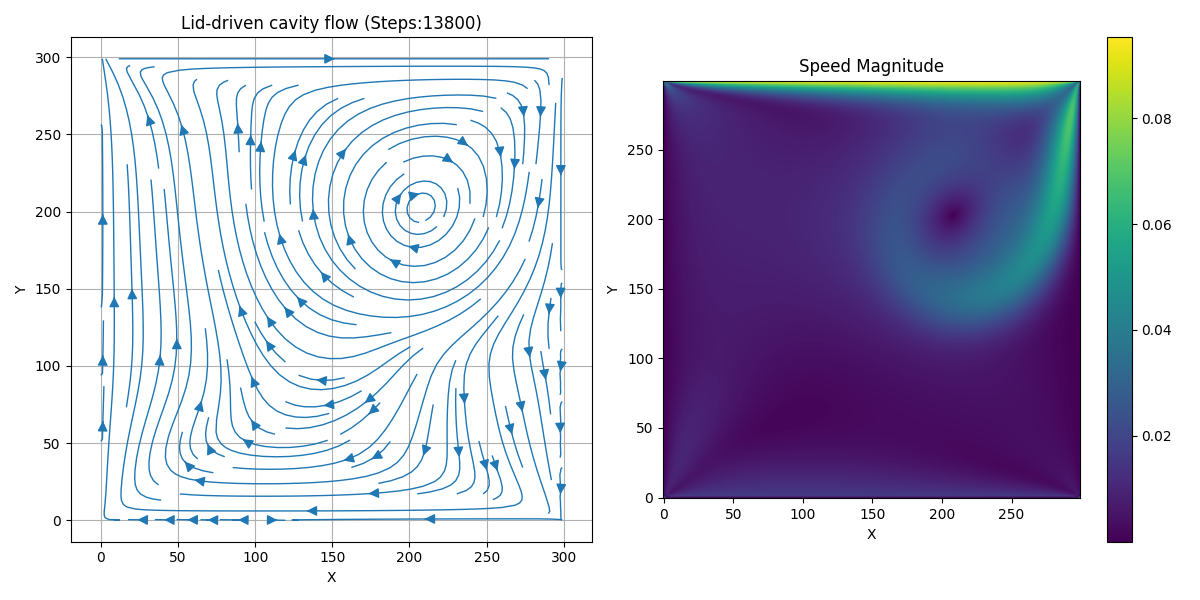 Lid-driven cavity flow (Steps:13800)
300
250
200
150
100
50
0
Y
0 50 100 150 200 250 300
X
Speed Magnitude
250
200
150
100
50
0
Y
0 50 100 150 200 250
X
0.08
0.06
0.04
0.02